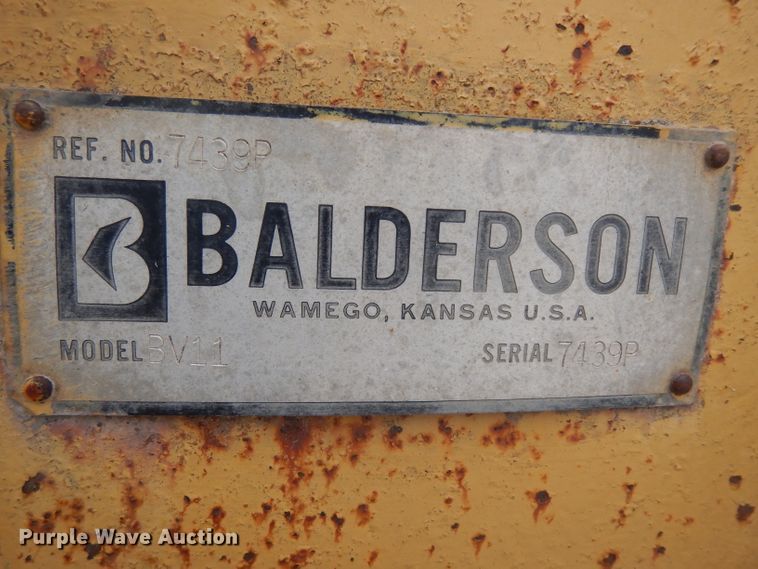 REF. NO. 7439P
B BALDERSON
WAMEGO, KANSAS U.S.A.
MODEL BV11 SERIAL 7439P
Purple Wave Auction